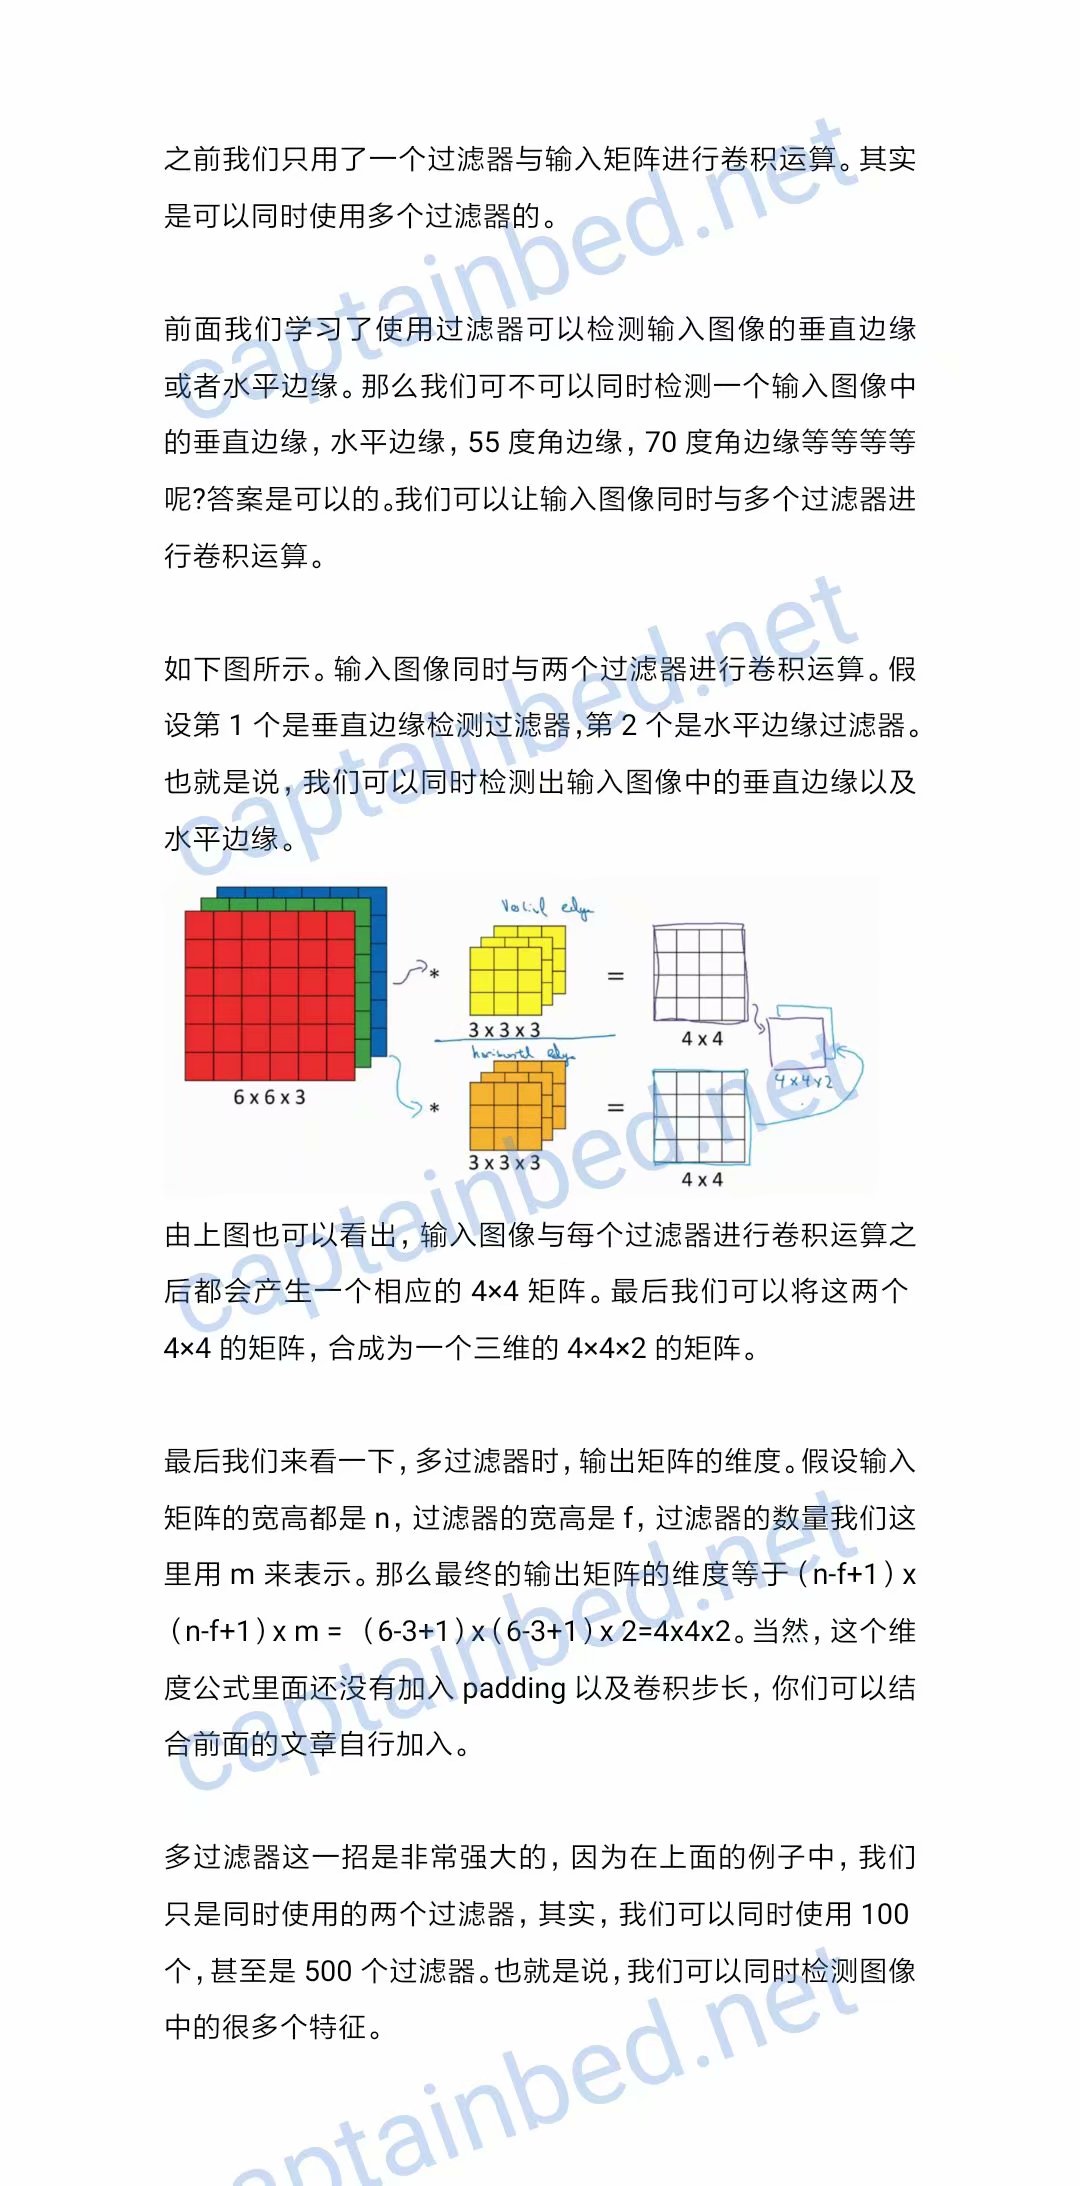 之前我们只用了一个过滤器与输入矩阵进行卷积运算。其实
是可以同时使用多个过滤器的。
前面我们学习了使用过滤器可以检测输入图像的垂直边缘
或者水平边缘。那么我们可不可以同时检测一个输入图像中
的垂直边缘，水平边缘，55 度角边缘，70 度角边缘等等等等
呢?答案是可以的。我们可以让输入图像同时与多个过滤器进
行卷积运算。
如下图所示。输入图像同时与两个过滤器进行卷积运算。假
设第 1 个是垂直边缘检测过滤器，第 2 个是水平边缘过滤器。
也就是说，我们可以同时检测出输入图像中的垂直边缘以及
水平边缘。
edge
*
=
3 x 3 x 3
4 x 4
horizontal edge
4x4x2
6 x 6 x 3
*
=
3 x 3 x 3
4 x 4
由上图也可以看出，输入图像与每个过滤器进行卷积运算之
后都会产生一个相应的 4×4 矩阵。最后我们可以将这两个
4×4 的矩阵，合成为一个三维的 4×4×2 的矩阵。
最后我们来看一下，多过滤器时，输出矩阵的维度。假设输入
矩阵的宽高都是 n，过滤器的宽高是 f，过滤器的数量我们这
里用 m 来表示。那么最终的输出矩阵的维度等于（n-f+1）x
（n-f+1）x m = （6-3+1）x（6-3+1）x 2=4x4x2。当然，这个维
度公式里面还没有加入 padding 以及卷积步长，你们可以结
合前面的文章自行加入。
多过滤器这一招是非常强大的，因为在上面的例子中，我们
只是同时使用的两个过滤器，其实，我们可以同时使用 100
个，甚至是 500 个过滤器。也就是说，我们可以同时检测图像
中的很多个特征。
captainbed.net
captainbed.net
captainbed.net
captainbed.net
captainbed.net